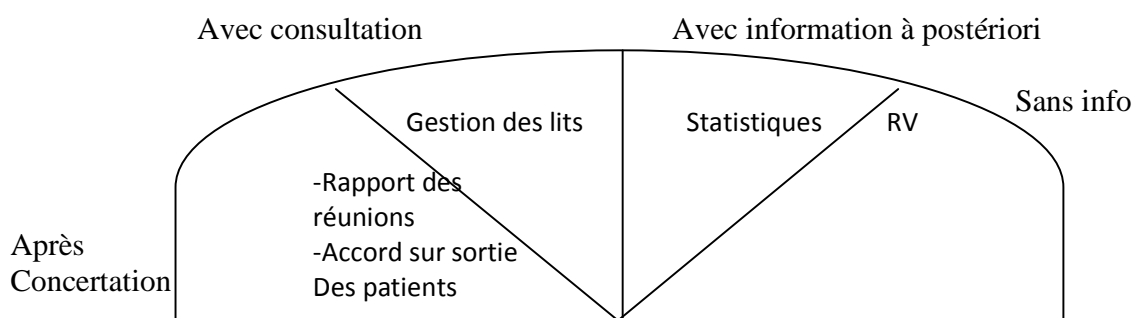 Avec consultation
Avec information à postériori
Sans info
Gestion des lits
Statistiques
RV
-Rapport des
réunions
-Accord sur sortie
Des patients
Après
Concertation